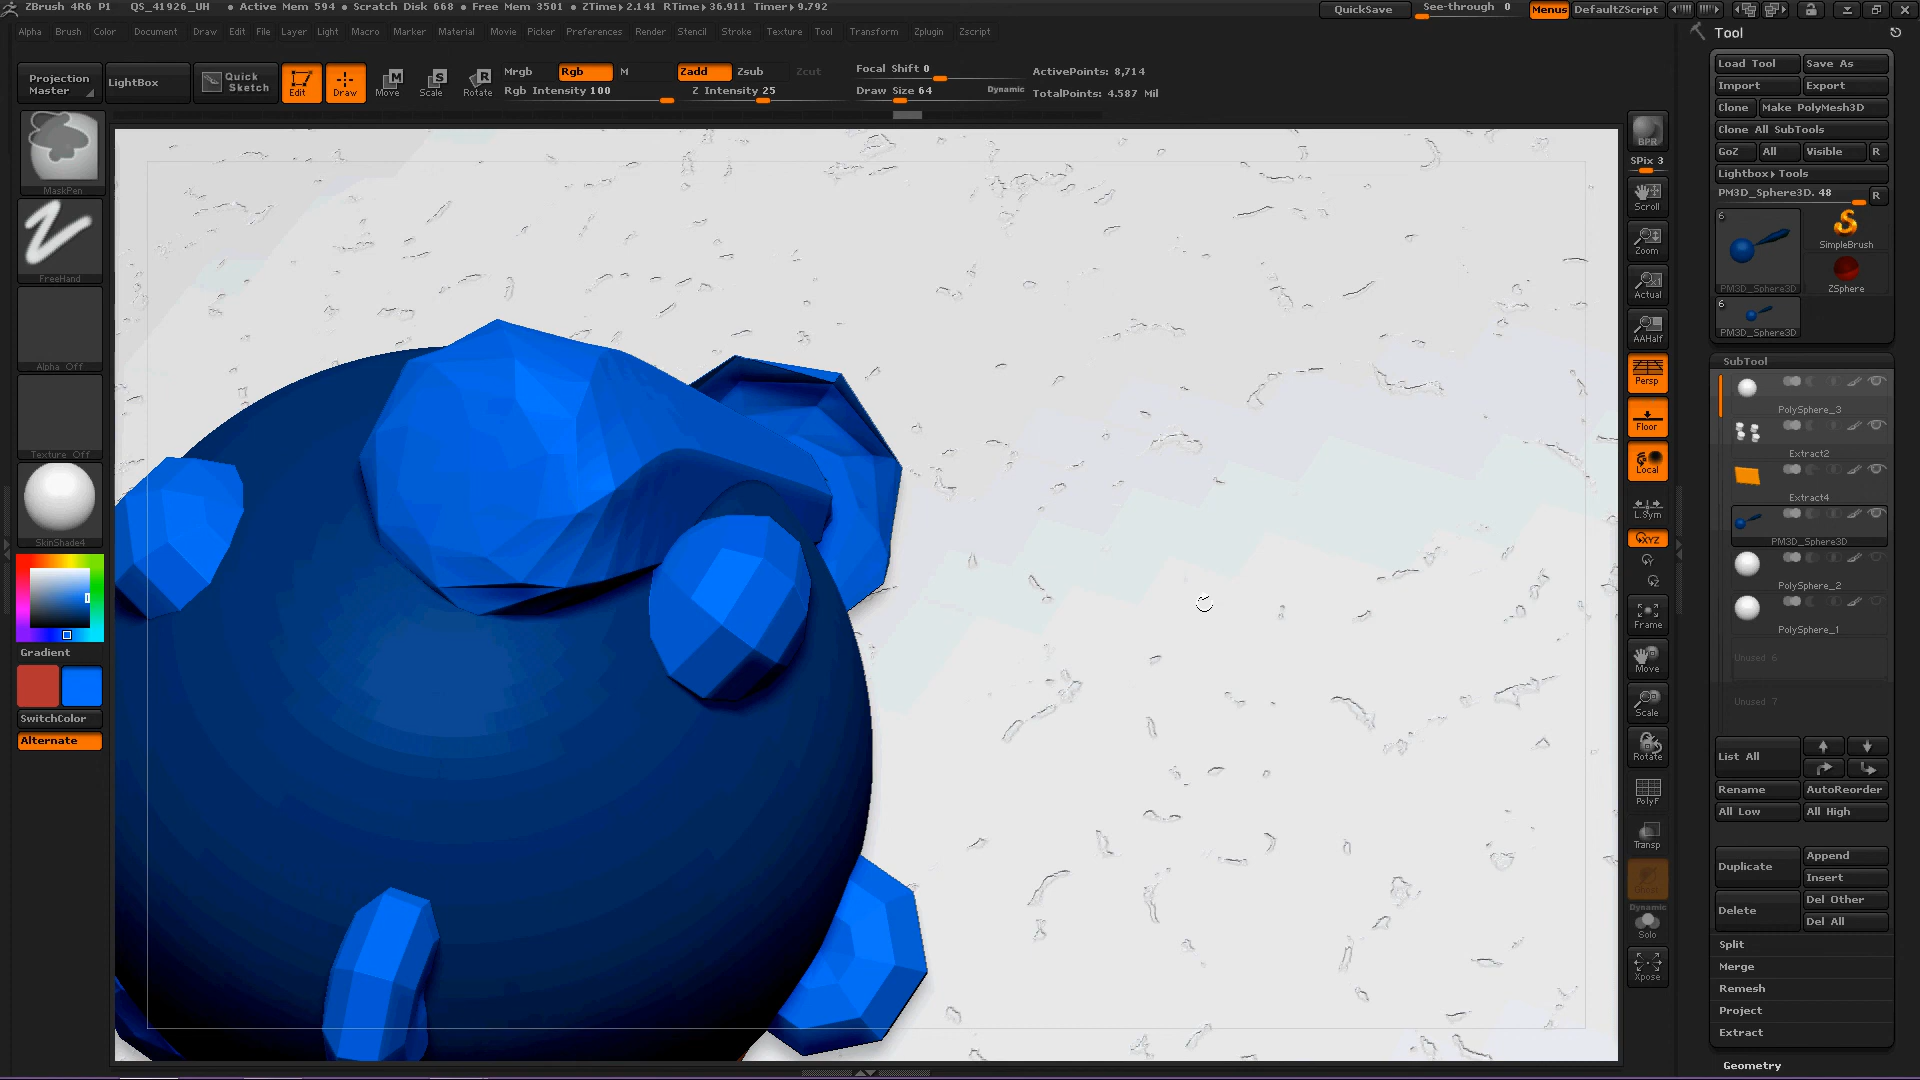 ZBrush 4R6 P1 QS_41926_UH • Active Mem 594 • Scratch Disk 668 • Free Mem 3501 • ZTime 2.141 RTime 36.911 Timer 9.792 QuickSave See-through 0 Menus DefaultZScript
Alpha Brush Color Document Draw Edit File Layer Light Macro Marker Material Movie Picker Preferences Render Stencil Stroke Texture Tool Transform Zplugin Zscript
Projection Master
LightBox
Quick Sketch
Edit
Draw
Move
Scale
Rotate
Mrgb Rgb M
Rgb Intensity 100
Zadd Zsub Zcut
Z Intensity 25
Focal Shift 0
Draw Size 64 Dynamic
ActivePoints: 8,714
TotalPoints: 4.587 Mil
MaskPen
FreeHand
Alpha Off
Texture Off
SkinShade4
Gradient
SwitchColor
Alternate
BPR
SPix 3
Scroll
Zoom
Actual
AAHalf
Persp
Floor
Local
L.Sym
XYZ
Frame
Move
Scale
Rotate
PolyF
Transp
Ghost
Dynamic
Solo
Xpose
Tool
Load Tool Save As
Import Export
Clone Make PolyMesh3D
Clone All SubTools
GoZ All Visible R
Lightbox Tools
PM3D_Sphere3D. 48 R
6
PM3D_Sphere3D
SimpleBrush
ZSphere
6
PM3D_Sphere3D
SubTool
PolySphere_3
Extract2
Extract4
PM3D_Sphere3D
PolySphere_2
PolySphere_1
Unused 6
Unused 7
List All
Rename AutoReorder
All Low All High
Duplicate Append
Insert
Delete Del Other
Del All
Split
Merge
Remesh
Project
Extract
Geometry